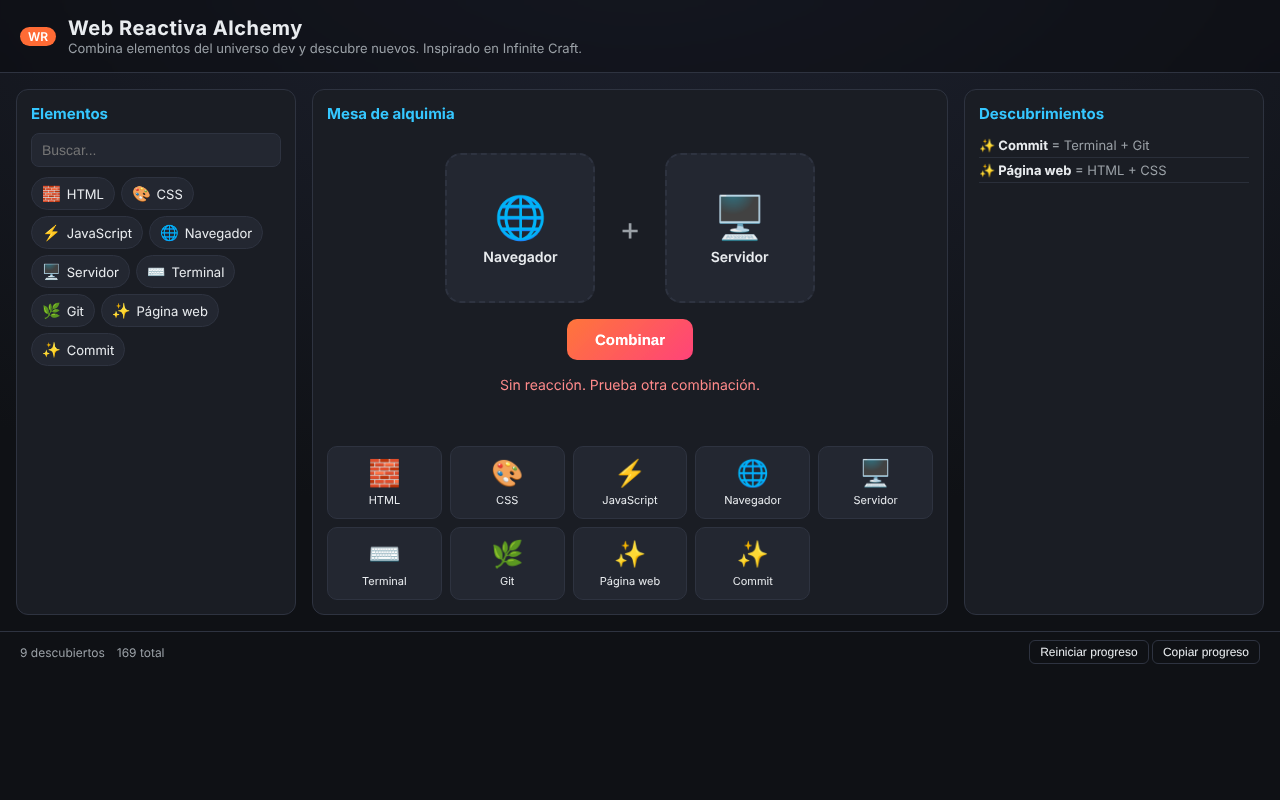 WR
Web Reactiva Alchemy
Combina elementos del universo dev y descubre nuevos. Inspirado en Infinite Craft.
Elementos
Buscar...
HTML
CSS
JavaScript
Navegador
Servidor
Terminal
Git
Página web
Commit
Mesa de alquimia
Navegador
+
Servidor
Combinar
Sin reacción. Prueba otra combinación.
HTML
CSS
JavaScript
Navegador
Servidor
Terminal
Git
Página web
Commit
Descubrimientos
✨ Commit = Terminal + Git
✨ Página web = HTML + CSS
9 descubiertos 169 total
Reiniciar progreso
Copiar progreso